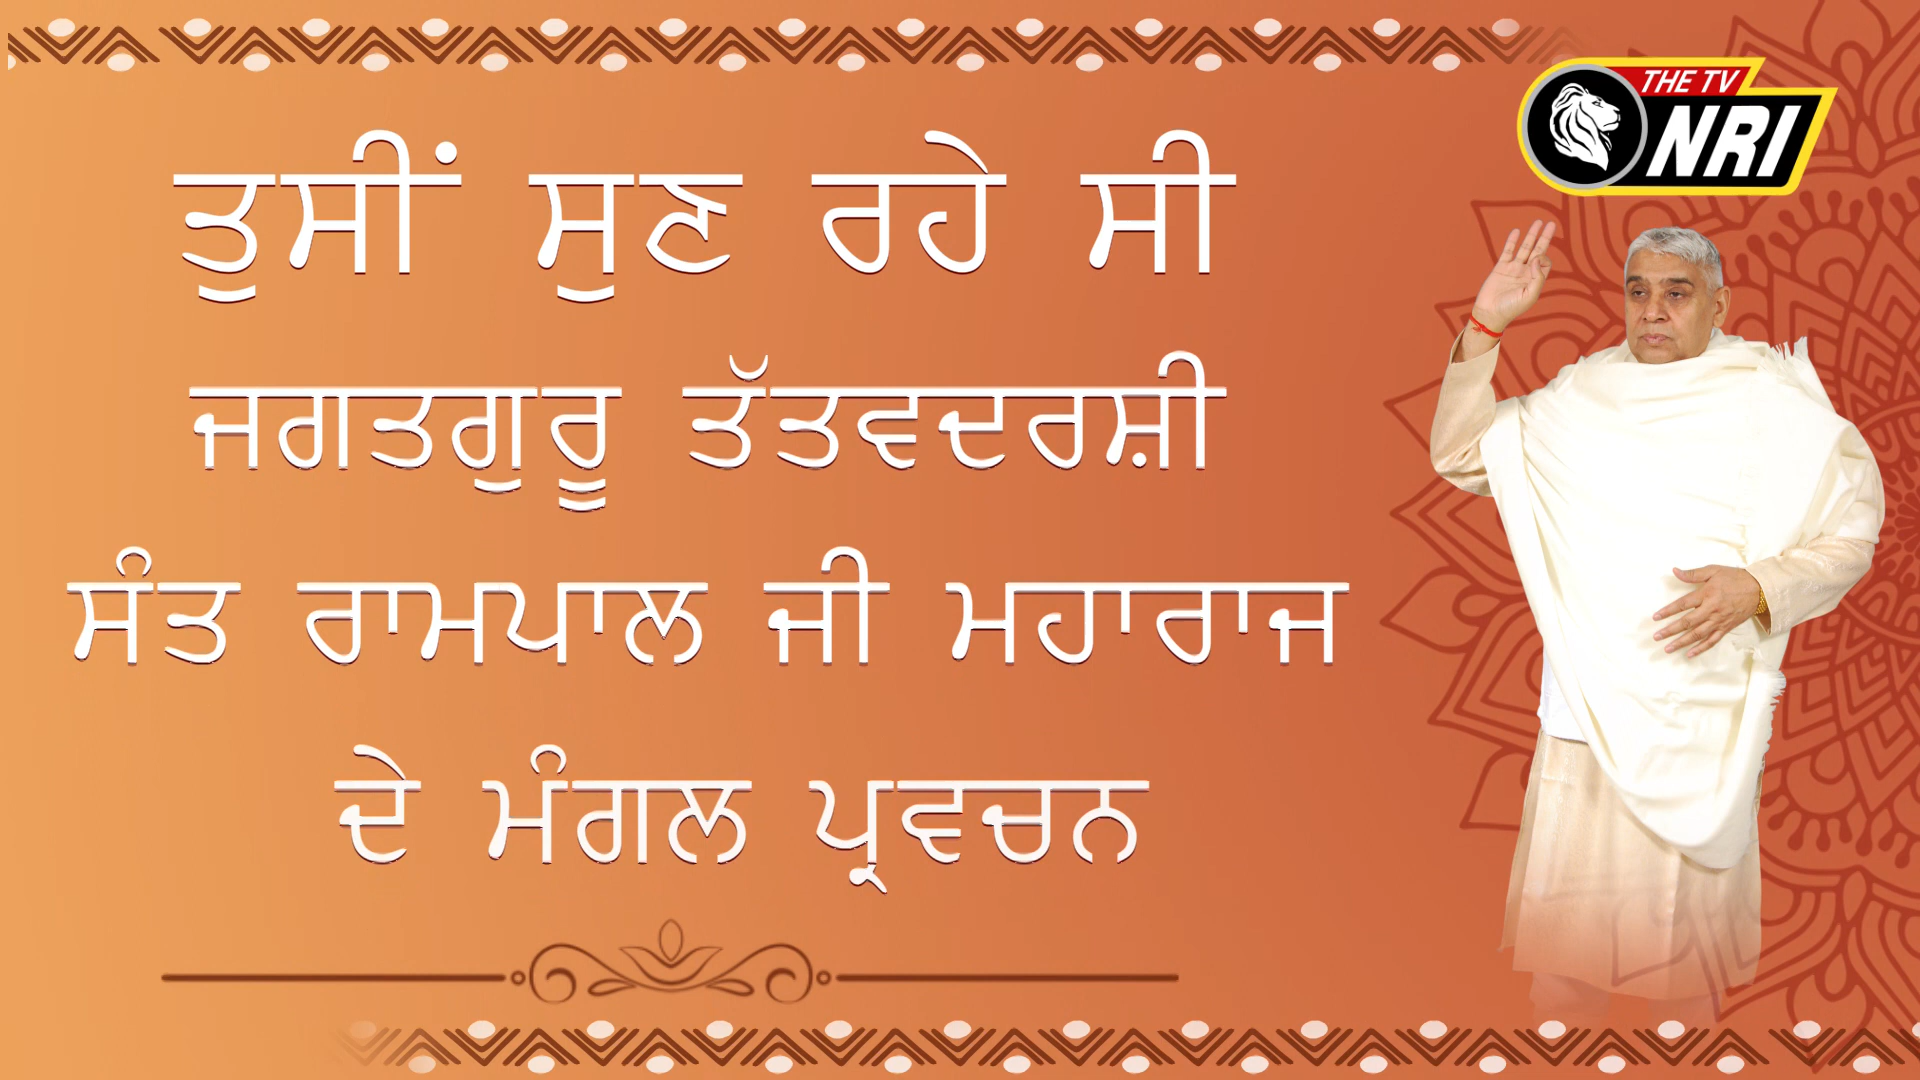 THE TV
NRI
ਤੁਸੀਂ ਸੁਣ ਰਹੇ ਸੀ
ਜਗਤਗੁਰੂ ਤੱਤਵਦਰਸ਼ੀ
ਸੰਤ ਰਾਮਪਾਲ ਜੀ ਮਹਾਰਾਜ
ਦੇ ਮੰਗਲ ਪ੍ਰਵਚਨ